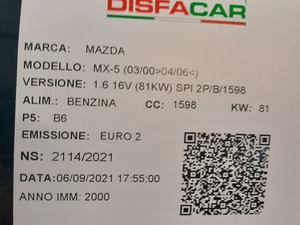 DISFACAR
MARCA: MAZDA
MODELLO: MX-5 (03/00>04/06<)
VERSIONE: 1.6 16V (81KW) SPI 2P/B/1598
ALIM.: BENZINA CC: 1598 KW: 81
P5: B6
EMISSIONE: EURO 2
NS: 2114/2021
DATA:06/09/2021 17:55:00
ANNO IMM: 2000